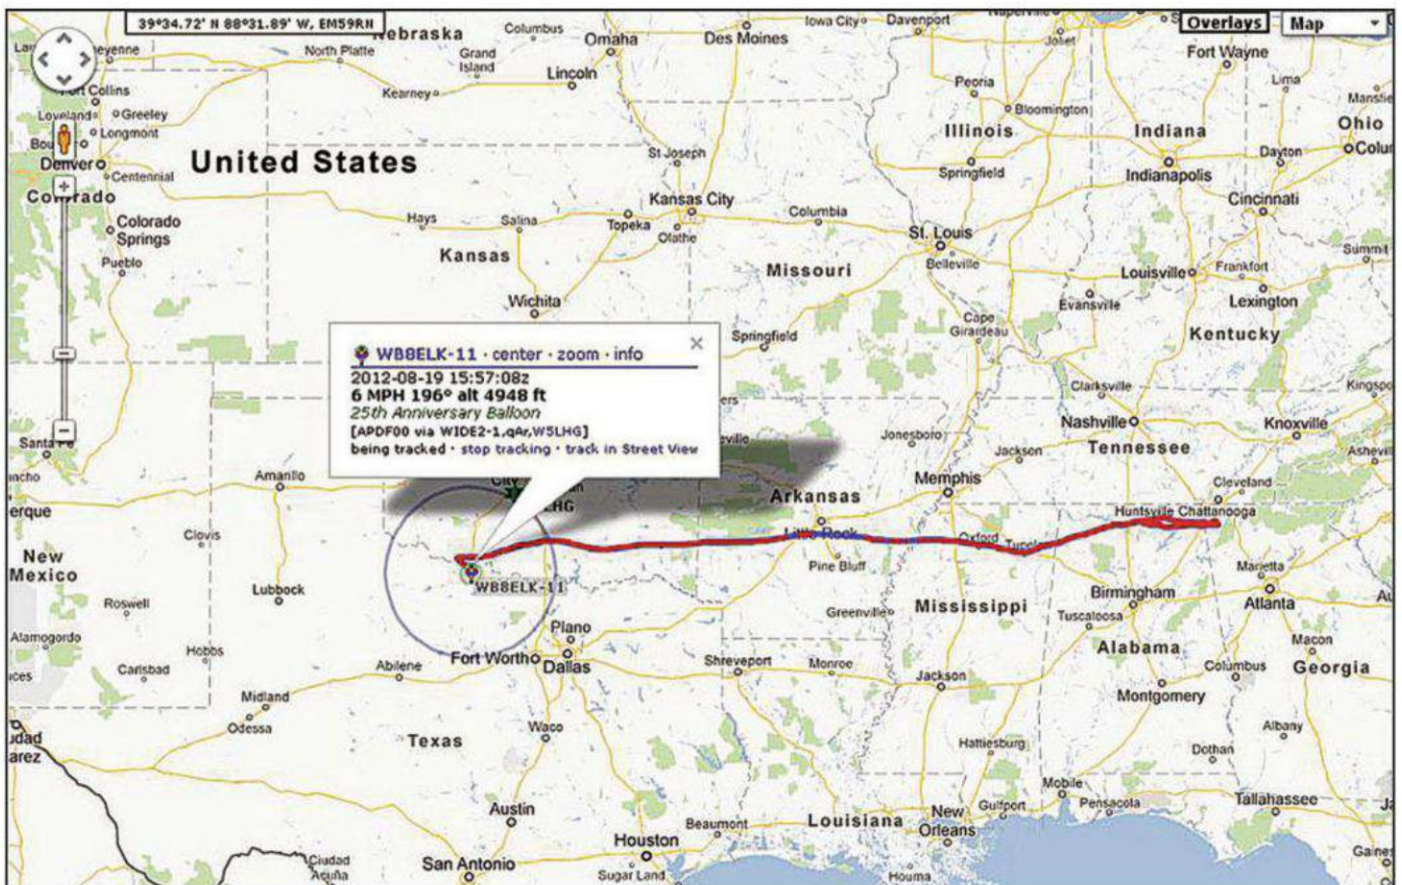 39°34.72' N 88°31.89' W, EM59RN
Overlays
Map
Nebraska
Columbus
Omaha
Iowa City
Davenport
Des Moines
Joliet
Fort Wayne
North Platte
Grand
Island
Lincoln
Kearney
Peoria
Bloomington
Lima
Fort Collins
Loveland
Greeley
Longmont
Denver
Centennial
Colorado
United States
St Joseph
Illinois
Indiana
Ohio
Springfield
Indianapolis
Dayton
Colorado
Springs
Pueblo
Hays
Salina
Kansas
Topeka
Kansas City
Olathe
Columbia
St. Louis
Belleville
Cincinnati
Wichita
Missouri
Louisville
Frankfort
Summit
Evansville
Lexington
Cape
Girardeau
Kentucky
Springfield
WB8ELK-11 · center · zoom · info
2012-08-19 15:57:08z
6 MPH 196° alt 4948 ft
25th Anniversary Balloon
[APDF00 via WIDE2-1,qAr,W5LHG]
being tracked · stop tracking · track in Street View
Clarksville
Nashville
Knoxville
Tennessee
Jonesboro
Jackson
Memphis
Cleveland
Santa Fe
Amarillo
City
Arkansas
Huntsville Chattanooga
Little Rock
Oxford
Tupelo
Clovis
New
Mexico
Lubbock
WB8ELK-11
Pine Bluff
Marietta
Birmingham
Atlanta
Roswell
Greenville
Mississippi
Tuscaloosa
Alamogordo
Hobbs
Carlsbad
Plano
Fort Worth
Dallas
Abilene
Shreveport
Monroe
Jackson
Alabama
Macon
Columbus
Georgia
Montgomery
Midland
Odessa
Waco
Texas
Albany
Hattiesburg
Dothan
Mobile
Pensacola
Tallahassee
Austin
Houston
Beaumont
Louisiana
New
Orleans
Gulfport
San Antonio
Ciudad
Acuña
Sugar Land
Houma